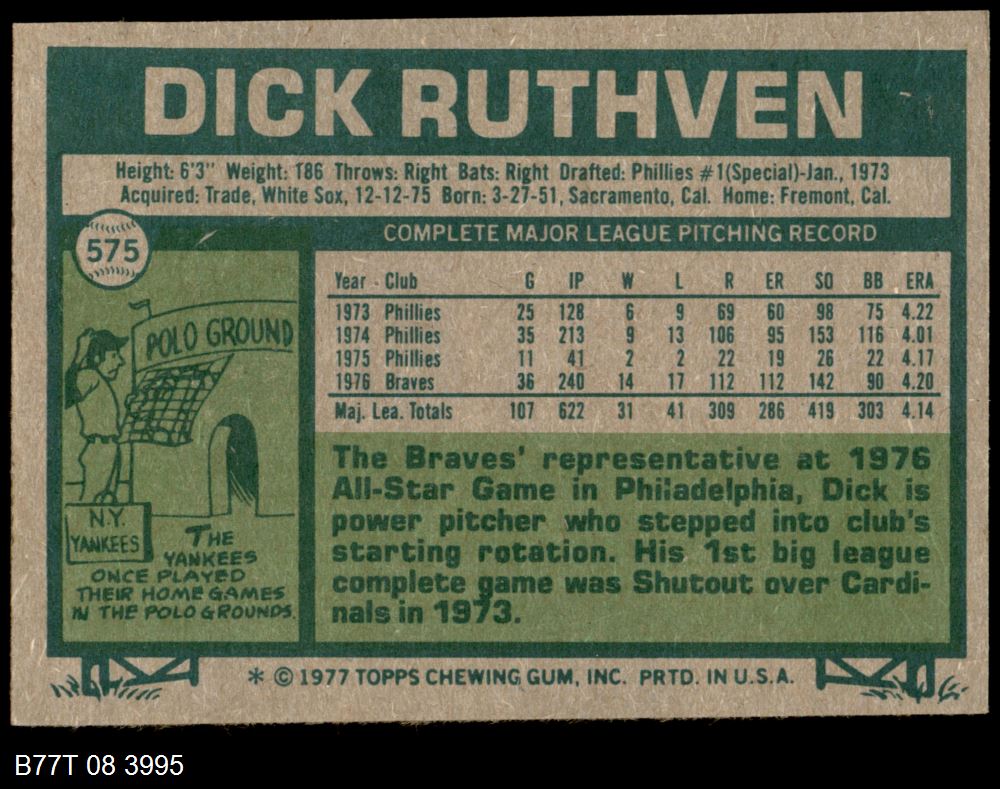 DICK RUTHVEN
Height: 6'3" Weight: 186 Throws: Right Bats: Right Drafted: Phillies #1(Special)-Jan., 1973
Acquired: Trade, White Sox, 12-12-75 Born: 3-27-51, Sacramento, Cal. Home: Fremont, Cal.
575
COMPLETE MAJOR LEAGUE PITCHING RECORD
Year Club G IP W L R ER SO BB ERA
1973 Phillies 25 128 6 9 69 60 98 75 4.22
1974 Phillies 35 213 9 13 106 95 153 116 4.01
1975 Phillies 11 41 2 2 22 19 26 22 4.17
1976 Braves 36 240 14 17 112 112 142 90 4.20
Maj. Lea. Totals 107 622 31 41 309 286 419 303 4.14
POLO GROUND
N.Y.
YANKEES
THE
YANKEES
ONCE PLAYED
THEIR HOME GAMES
IN THE POLO GROUNDS.
The Braves' representative at 1976
All-Star Game in Philadelphia, Dick is
power pitcher who stepped into club's
starting rotation. His 1st big league
complete game was Shutout over Cardi-
nals in 1973.
* © 1977 TOPPS CHEWING GUM, INC. PRTD. IN U.S.A.
B77T 08 3995